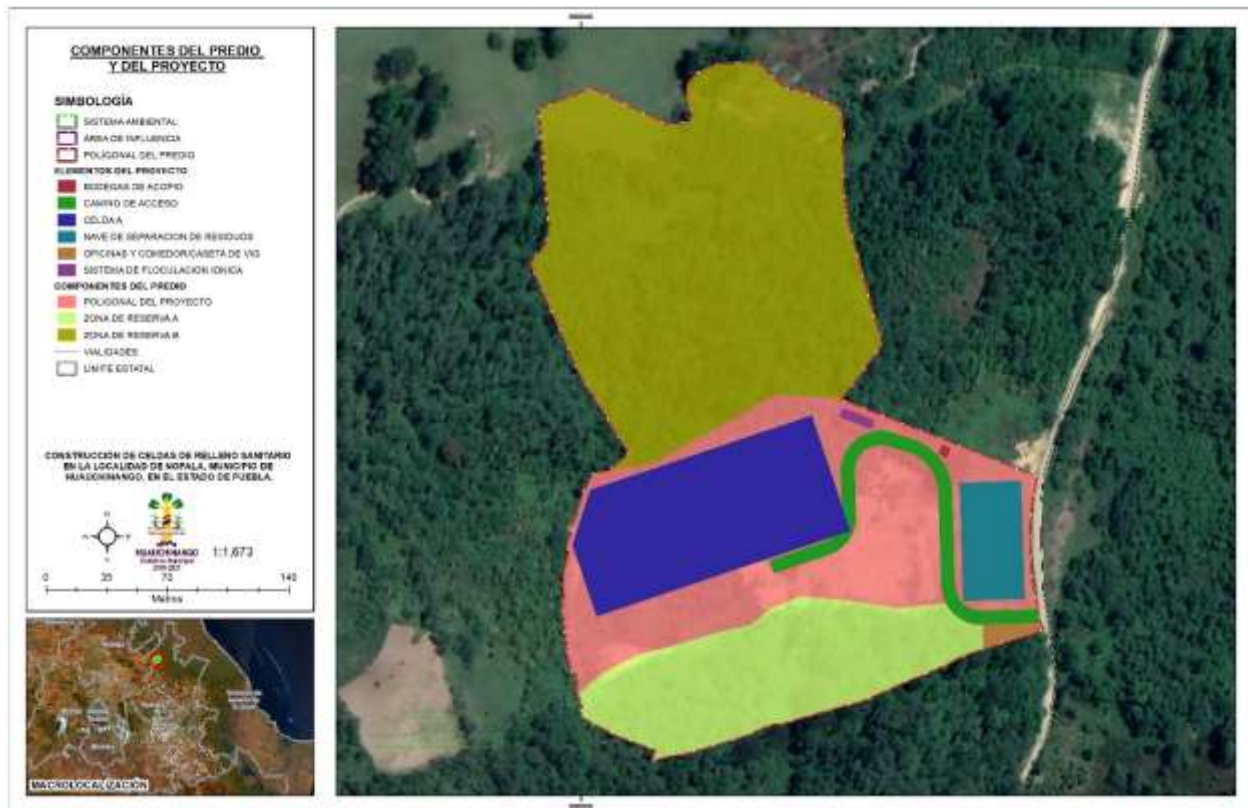 COMPONENTES DEL PREDIO
Y DEL PROYECTO
SIMBOLOGÍA
SISTEMA AMBIENTAL
ÁREA DE INFLUENCIA
POLÍGONAL DEL PREDIO
ELEMENTOS DEL PROYECTO
BODEGAS DE ACOPIO
CAMINO DE ACCESO
CELDA A
NAVE DE SEPARACION DE RESIDUOS
OFICINAS Y COMEDOR/CASETA DE VIG
SISTEMA DE FLOCULACION IONICA
COMPONENTES DEL PREDIO
POLIGONAL DEL PROYECTO
ZONA DE RESERVA A
ZONA DE RESERVA B
VIALIDADES
LIMITE ESTATAL
CONSTRUCCIÓN DE CELDAS DE RELLENO SANITARIO
EN LA LOCALIDAD DE NOPALA, MUNICIPIO DE
HUAUCHINANGO, EN EL ESTADO DE PUEBLA.
HUAUCHINANGO
1:1,673
0 35 70 140
Metros
MACROLOCALIZACIÓN